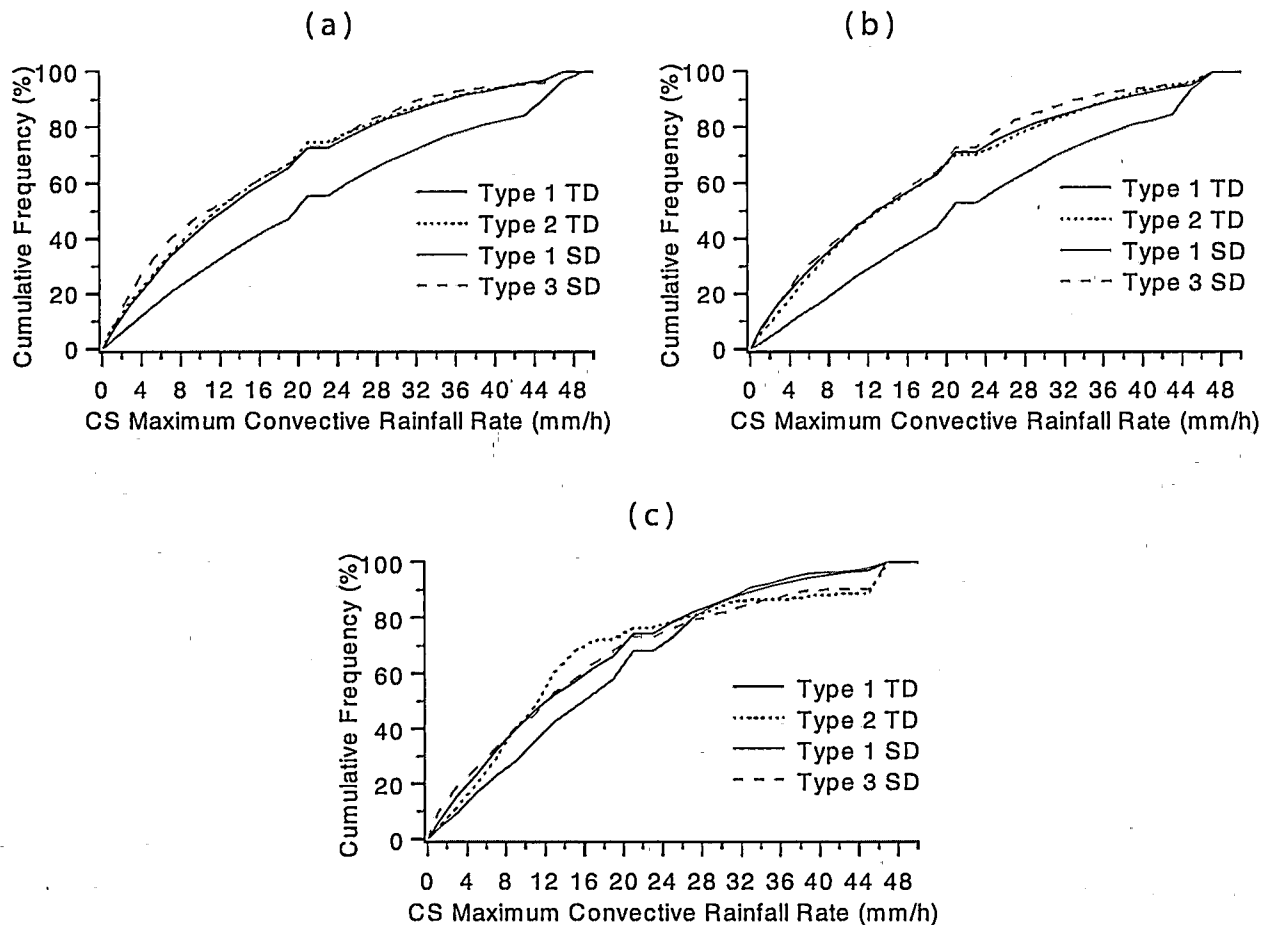 (a)
Cumulative Frequency (%)
100
80
60
40
20
0
Type 1 TD
Type 2 TD
Type 1 SD
Type 3 SD
0 4 8 12 16 20 24 28 32 36 40 44 48
CS Maximum Convective Rainfall Rate (mm/h)
(b)
Cumulative Frequency (%)
100
80
60
40
20
0
Type 1 TD
Type 2 TD
Type 1 SD
Type 3 SD
0 4 8 12 16 20 24 28 32 36 40 44 48
CS Maximum Convective Rainfall Rate (mm/h)
(c)
Cumulative Frequency (%)
100
80
60
40
20
0
Type 1 TD
Type 2 TD
Type 1 SD
Type 3 SD
0 4 8 12 16 20 24 28 32 36 40 44 48
CS Maximum Convective Rainfall Rate (mm/h)